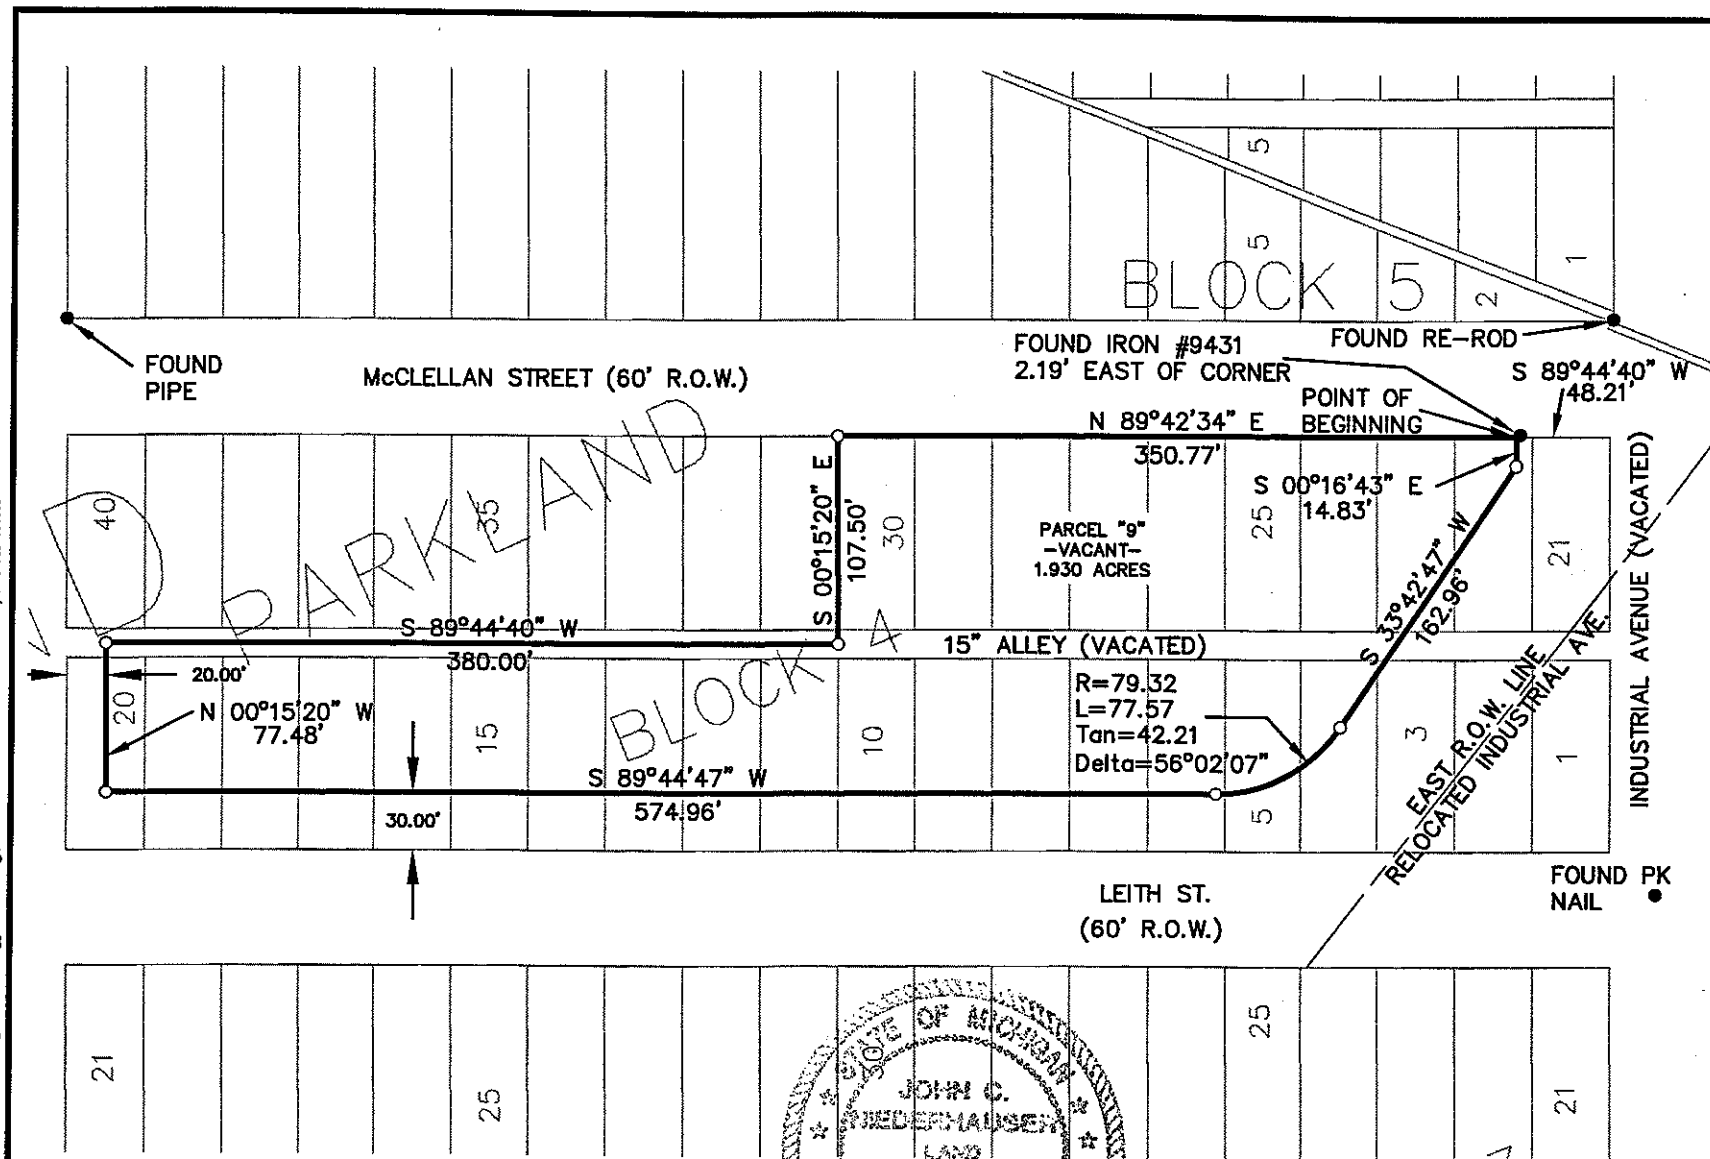 5
5
1
BLOCK 5
2
FOUND
PIPE
McCLELLAN STREET (60' R.O.W.)
FOUND IRON #9431
2.19' EAST OF CORNER
FOUND RE-ROD
S 89°44'40" W
48.21'
POINT OF
BEGINNING
N 89°42'34" E
350.77'
S 00°16'43" E
14.83'
40
35
30
25
21
PARKLAND
D
S 00°15'20" E
107.50'
PARCEL "9"
-VACANT-
1.930 ACRES
S 33°42'47" W
162.96'
INDUSTRIAL AVENUE (VACATED)
S 89°44'40" W
380.00'
15" ALLEY (VACATED)
20.00'
20
N 00°15'20" W
77.48'
15
BLOCK 4
10
R=79.32
L=77.57
Tan=42.21
Delta=56°02'07"
3
1
EAST R.O.W. LINE
RELOCATED INDUSTRIAL AVE.
S 89°44'47" W
574.96'
30.00'
5
LEITH ST.
(60' R.O.W.)
FOUND PK
NAIL
21
25
30
25
21
STATE OF MICHIGAN
JOHN C.
NIEDERHAUSER
LAND